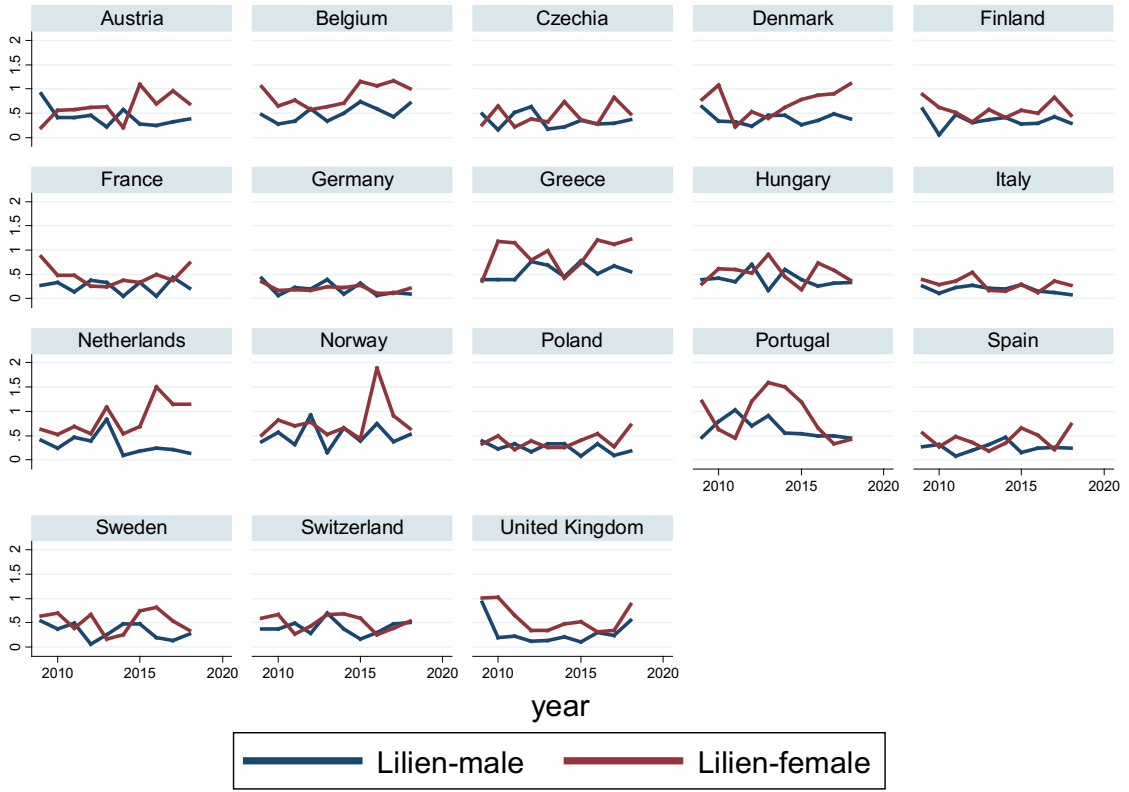 Austria Belgium Czechia Denmark Finland
2
1.5
1
.5
0
France Germany Greece Hungary Italy
2
1.5
1
.5
0
Netherlands Norway Poland Portugal Spain
2
1.5
1
.5
0
2010 2015 2020 2010 2015 2020
Sweden Switzerland United Kingdom
2
1.5
1
.5
0
2010 2015 2020 2010 2015 2020 2010 2015 2020
year
Lilien-male Lilien-female